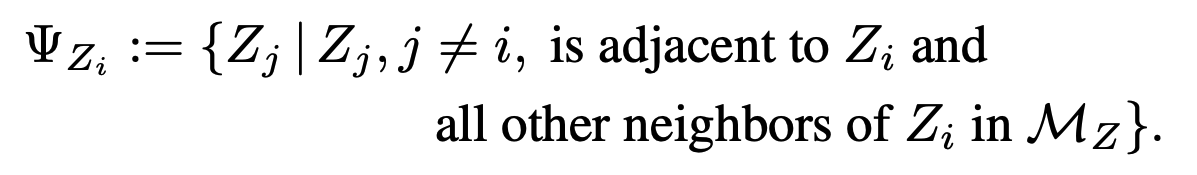 Ψ_{Z_i} := {Z_j | Z_j, j ≠ i, is adjacent to Z_i and
all other neighbors of Z_i in ℳ_Z}.